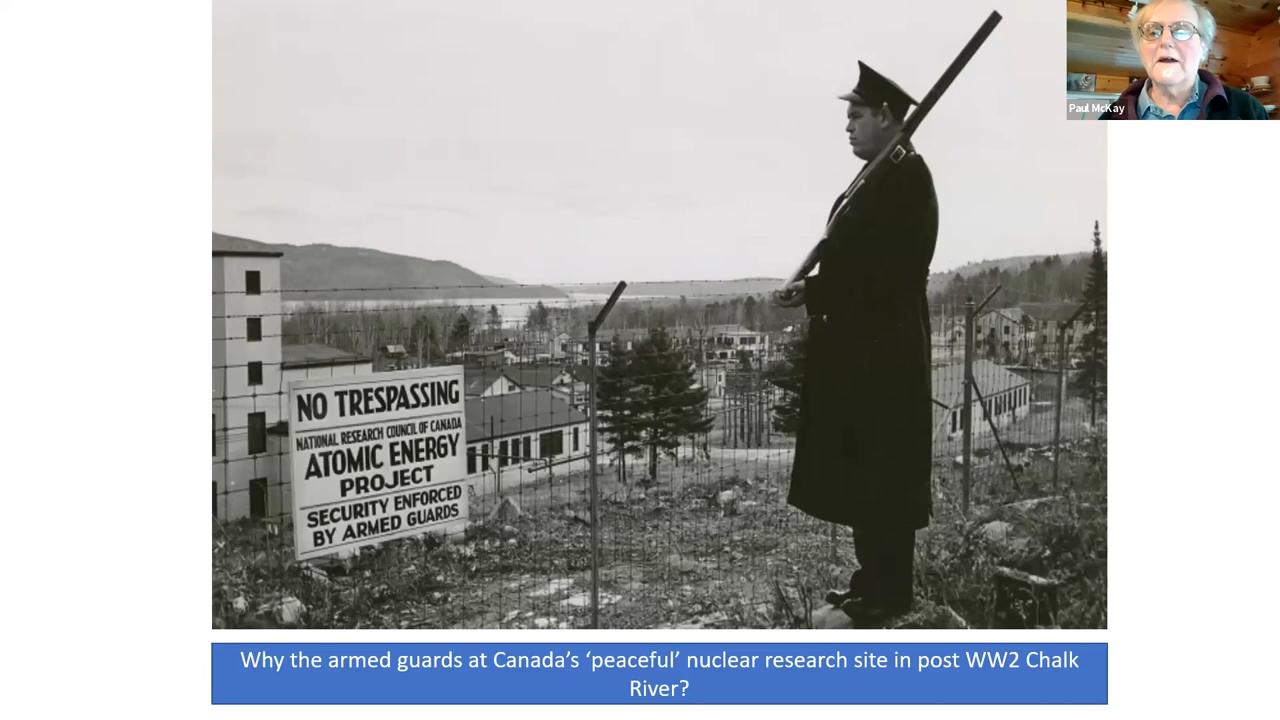 Paul McKay
NO TRESPASSING
NATIONAL RESEARCH COUNCIL OF CANADA
ATOMIC ENERGY
PROJECT
SECURITY ENFORCED
BY ARMED GUARDS
Why the armed guards at Canada's ‘peaceful’ nuclear research site in post WW2 Chalk
River?